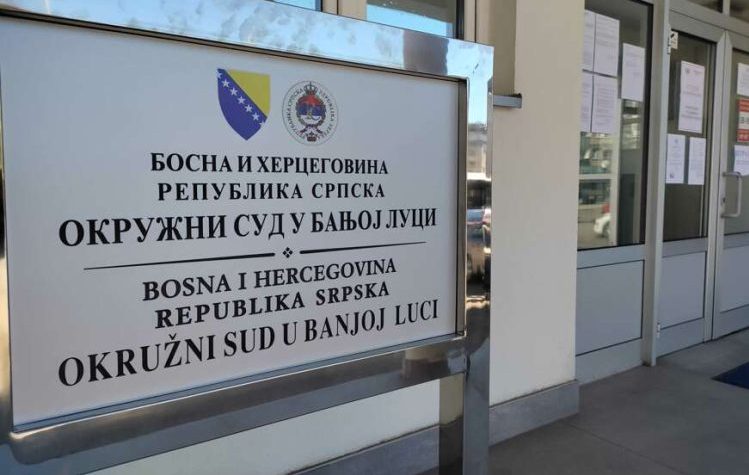 БОСНА И ХЕРЦЕГОВИНА
РЕПУБЛИКА СРПСКА
ОКРУЖНИ СУД У БАЊОЈ ЛУЦИ
BOSNA I HERCEGOVINA
REPUBLIKA SRPSKA
OKRUŽNI SUD U BANJOJ LUCI